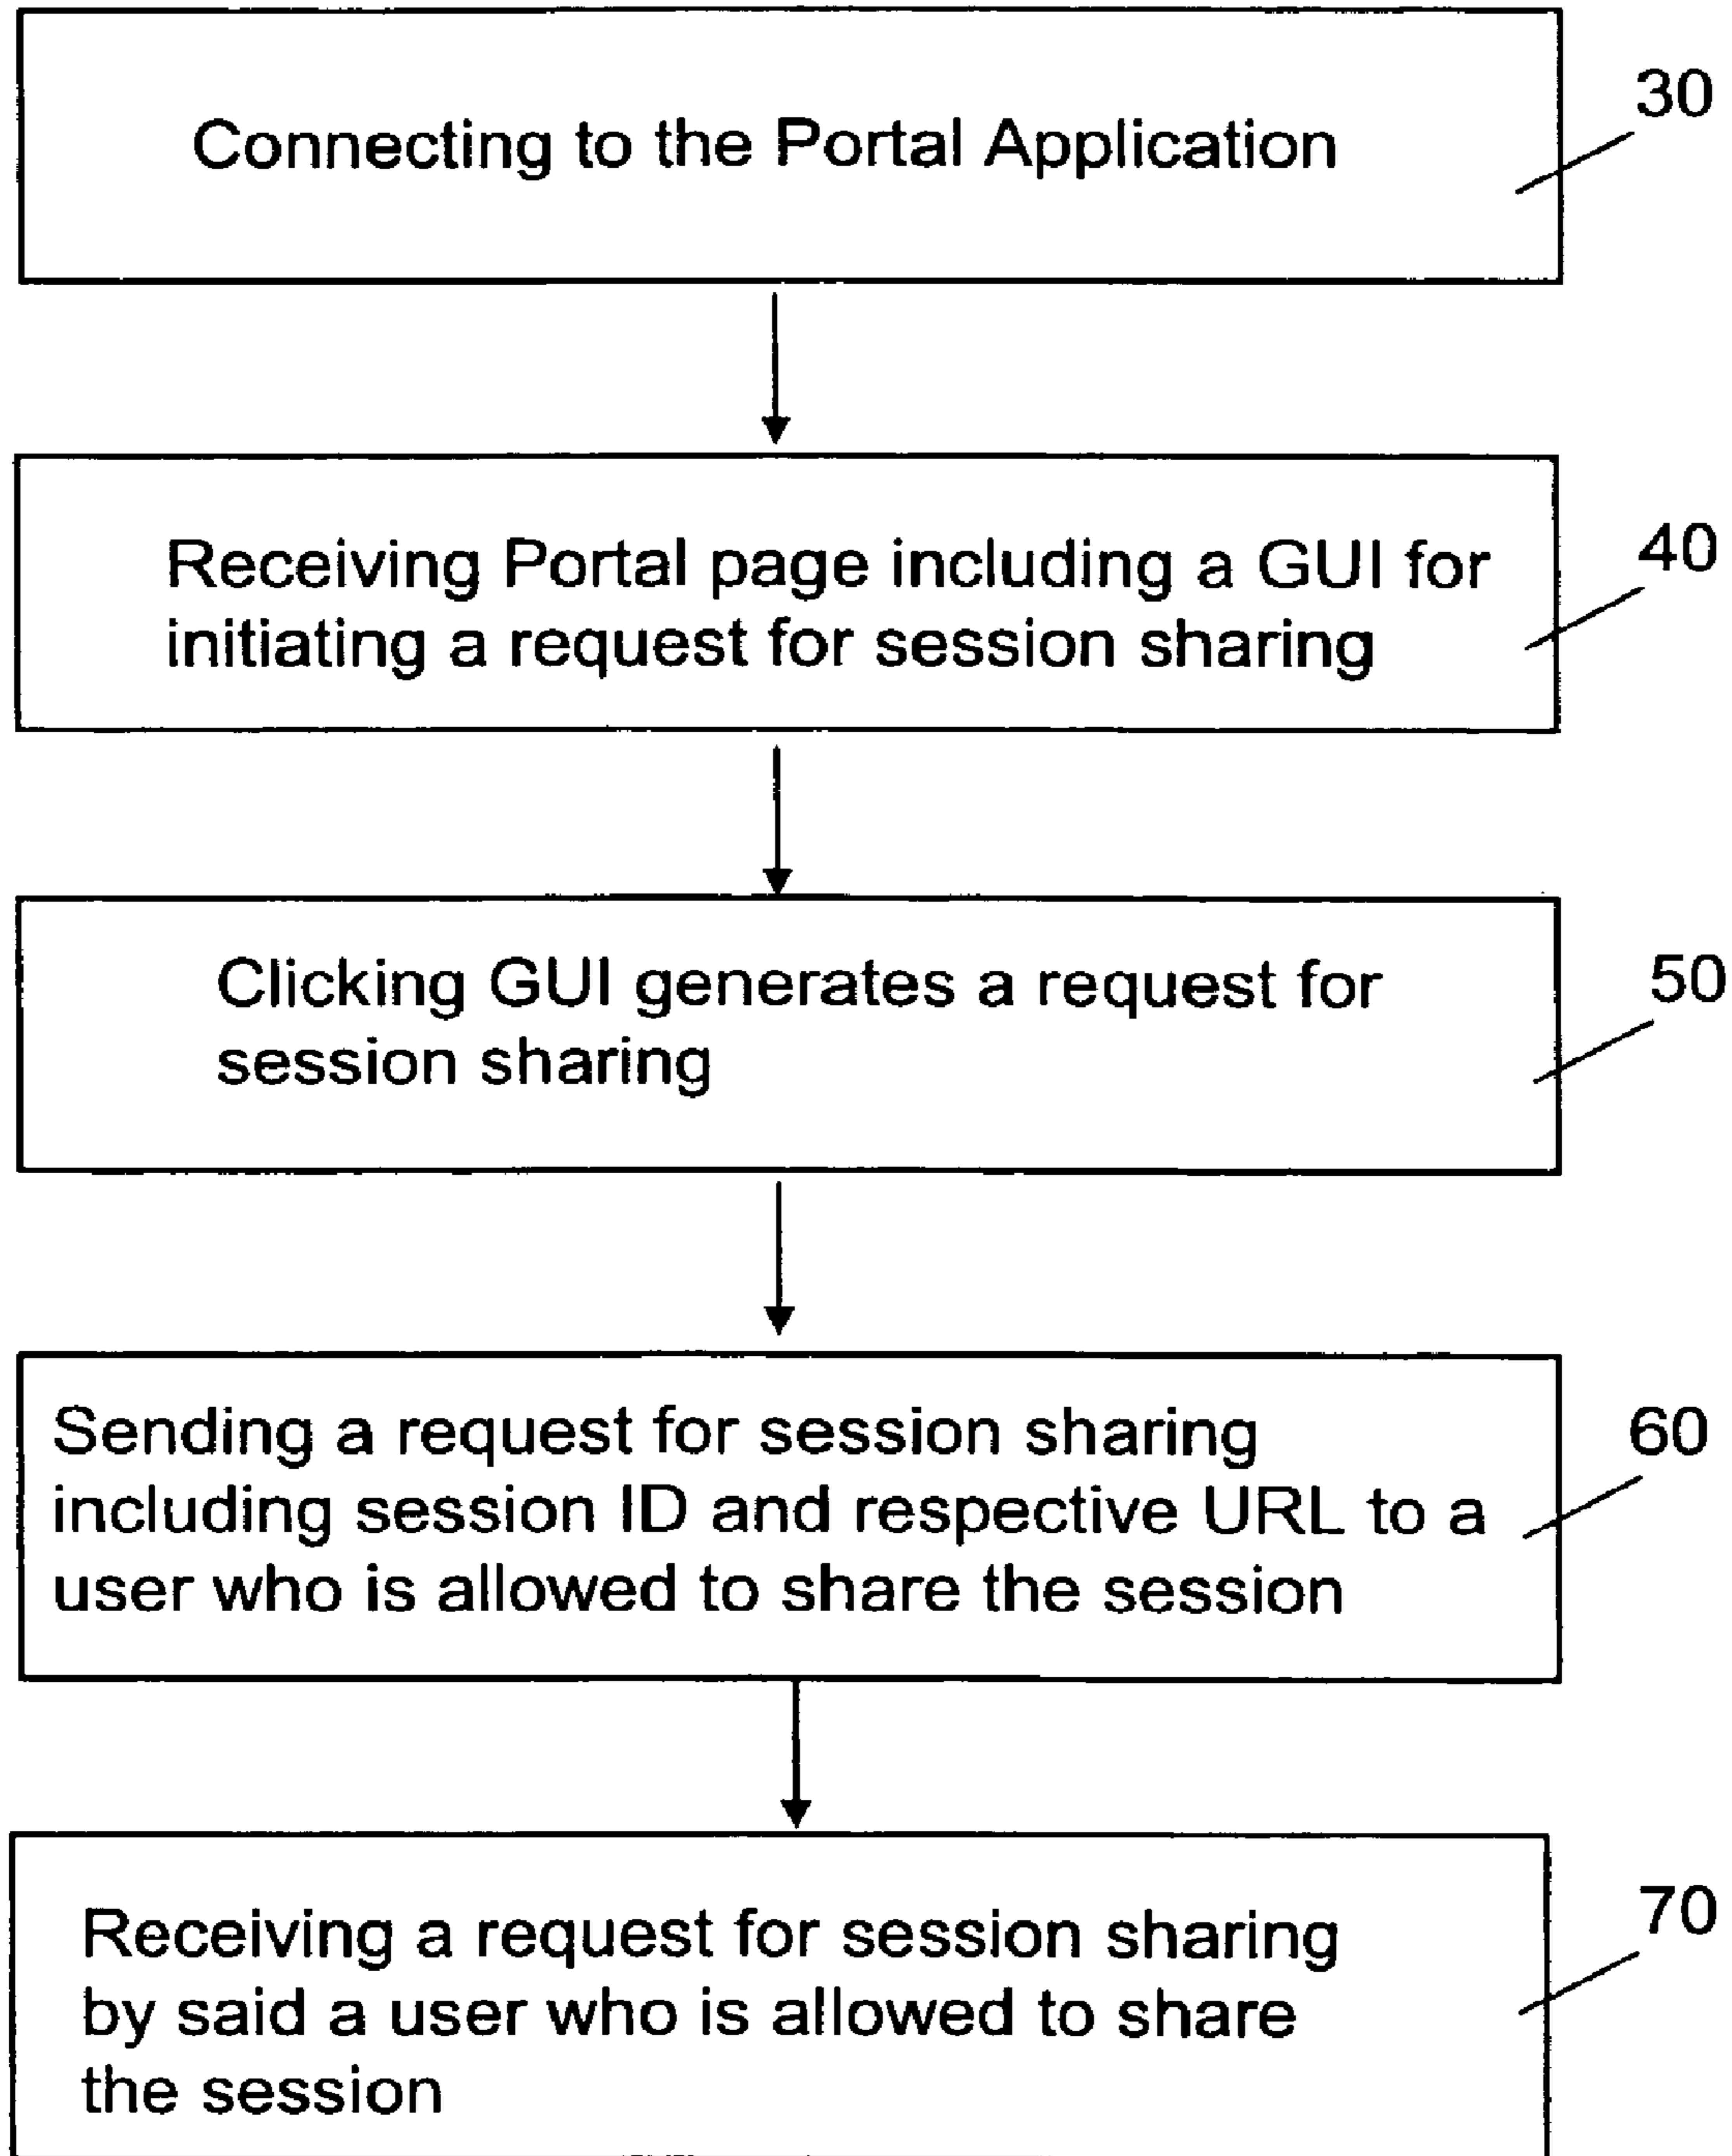 Connecting to the Portal Application
30
Receiving Portal page including a GUI for
initiating a request for session sharing
40
Clicking GUI generates a request for
session sharing
50
Sending a request for session sharing
including session ID and respective URL to a
user who is allowed to share the session
60
Receiving a request for session sharing
by said a user who is allowed to share
the session
70